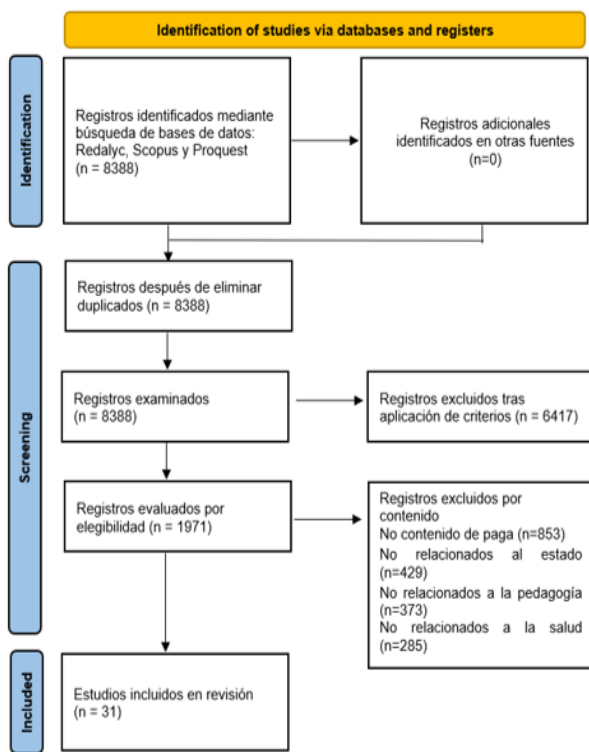 Identification of studies via databases and registers
Identification
Registros identificados mediante
búsqueda de bases de datos:
Redalyc, Scopus y Proquest
(n = 8388)
Registros adicionales
identificados en otras fuentes
(n=0)
Screening
Registros después de eliminar
duplicados (n = 8388)
Registros examinados
(n = 8388)
Registros excluidos tras
aplicación de criterios (n = 6417)
Registros evaluados por
elegibilidad (n = 1971)
Registros excluidos por
contenido
No contenido de paga (n=853)
No relacionados al estado
(n=429)
No relacionados a la pedagogía
(n=373)
No relacionados a la salud
(n=285)
Included
Estudios incluidos en revisión
(n = 31)